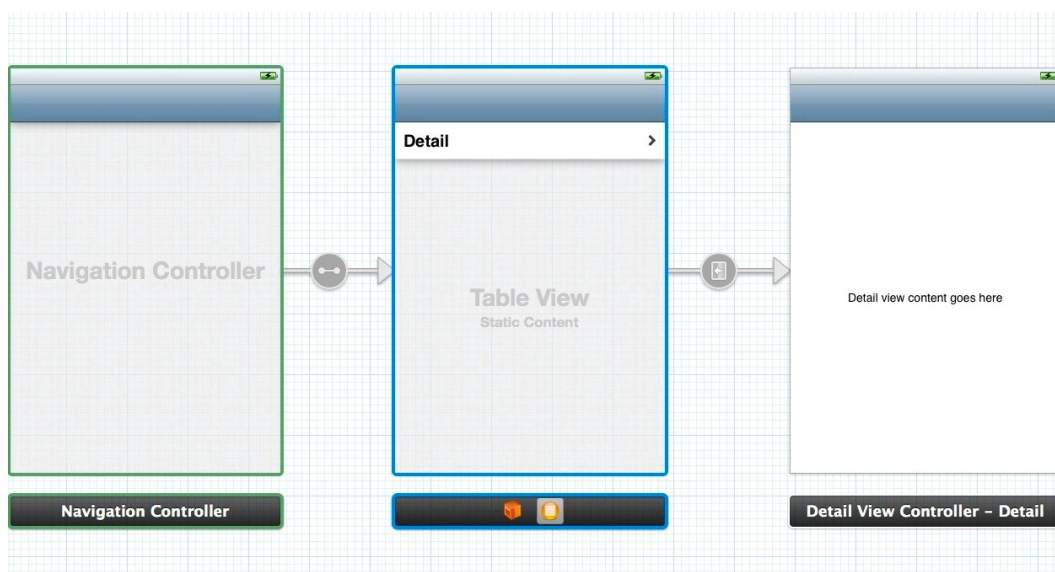 Detail
Navigation Controller
Table View
Static Content
Detail view content goes here
Navigation Controller
Detail View Controller – Detail